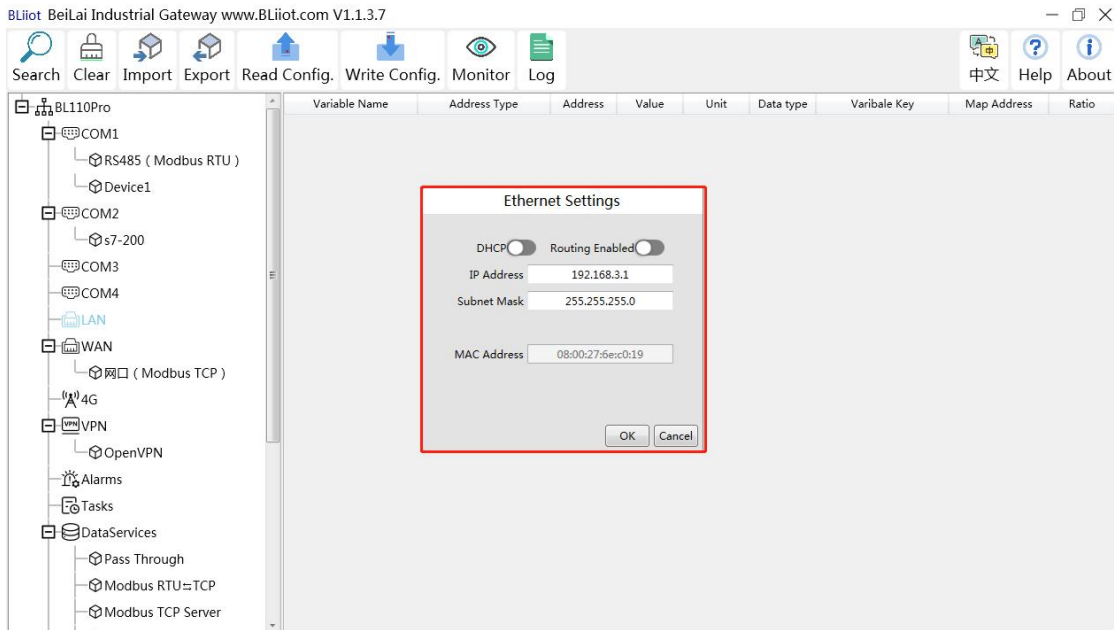 BLiiot BeiLai Industrial Gateway www.BLiiot.com V1.1.3.7
Search Clear Import Export Read Config. Write Config. Monitor Log 中文 Help About
BL110Pro
COM1
RS485 ( Modbus RTU )
Device1
COM2
s7-200
COM3
COM4
LAN
WAN
网口 ( Modbus TCP )
4G
VPN
OpenVPN
Alarms
Tasks
DataServices
Pass Through
Modbus RTU⇆TCP
Modbus TCP Server
Variable Name Address Type Address Value Unit Data type Varibale Key Map Address Ratio
Ethernet Settings
DHCP Routing Enabled
IP Address 192.168.3.1
Subnet Mask 255.255.255.0
MAC Address 08:00:27:6e:c0:19
OK Cancel